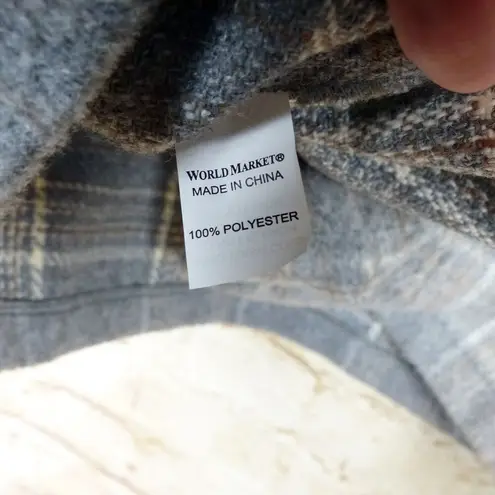 WORLD MARKET®
MADE IN CHINA
100% POLYESTER